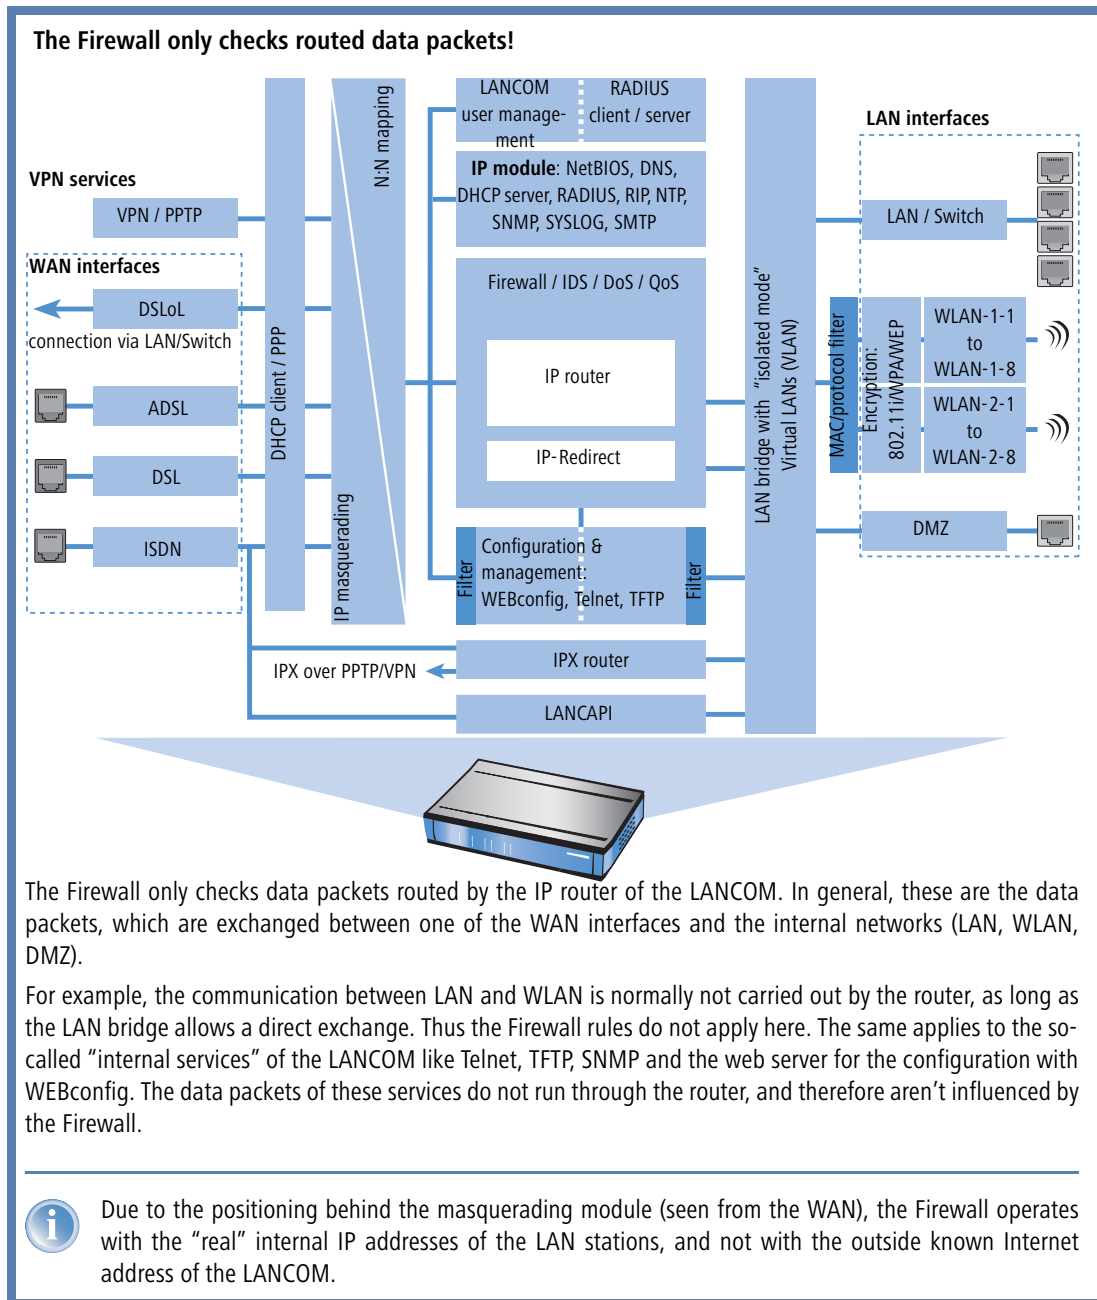 The Firewall only checks routed data packets!
VPN services
VPN / PPTP
WAN interfaces
DSLoL
connection via LAN/Switch
ADSL
DSL
ISDN
DHCP client / PPP
N:N mapping
IP masquerading
LANCOM
user manage-
ment
RADIUS
client / server
IP module: NetBIOS, DNS,
DHCP server, RADIUS, RIP, NTP,
SNMP, SYSLOG, SMTP
Firewall / IDS / DoS / QoS
IP router
IP-Redirect
Filter
Configuration &
management:
WEBconfig, Telnet, TFTP
Filter
IPX over PPTP/VPN
IPX router
LANCAPI
LAN bridge with "isolated mode"
Virtual LANs (VLAN)
LAN interfaces
LAN / Switch
MAC/protocol filter
Encryption:
802.11i/WPA/WEP
WLAN-1-1
to
WLAN-1-8
WLAN-2-1
to
WLAN-2-8
DMZ
The Firewall only checks data packets routed by the IP router of the LANCOM. In general, these are the data
packets, which are exchanged between one of the WAN interfaces and the internal networks (LAN, WLAN,
DMZ).
For example, the communication between LAN and WLAN is normally not carried out by the router, as long as
the LAN bridge allows a direct exchange. Thus the Firewall rules do not apply here. The same applies to the so-
called “internal services” of the LANCOM like Telnet, TFTP, SNMP and the web server for the configuration with
WEBconfig. The data packets of these services do not run through the router, and therefore aren’t influenced by
the Firewall.
i
Due to the positioning behind the masquerading module (seen from the WAN), the Firewall operates
with the “real” internal IP addresses of the LAN stations, and not with the outside known Internet
address of the LANCOM.